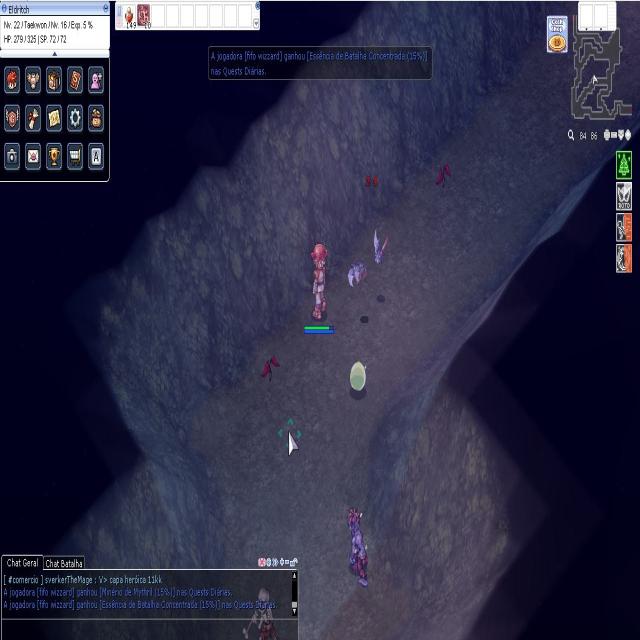 Eldritch
Nv. 22 / Taekwon / Nv. 16 / Exp. 5 %
HP. 279 / 325 | SP. 72 / 72
149
A jogadora [fifo wizzard] ganhou [Essência de Batalha Concentrada (15%)]
nas Quests Diárias.
84 86
Chat Geral Chat Batalha
[ #comercio ] sverkerTheMage : V> capa heróica 11kk
A jogadora [fifo wizzard] ganhou [Minério de Mythril (15%)] nas Quests Diárias.
A jogadora [fifo wizzard] ganhou [Essência de Batalha Concentrada (15%)] nas Quests Diárias.